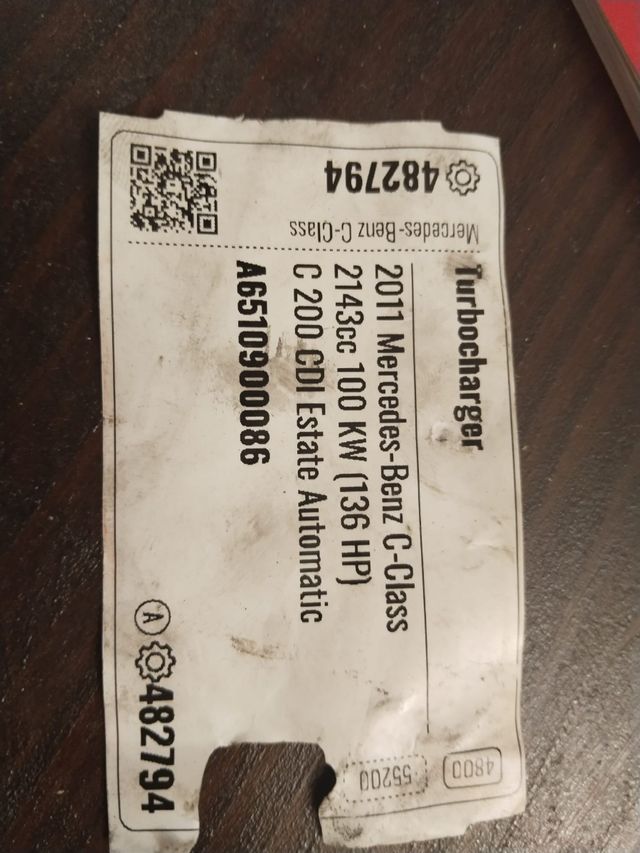 482794
Mercedes-Benz C-Class
Turbocharger
2011 Mercedes-Benz C-Class
2143cc 100 KW (136 HP)
C 200 CDI Estate Automatic
A6510900086
A 482794
4800
55200